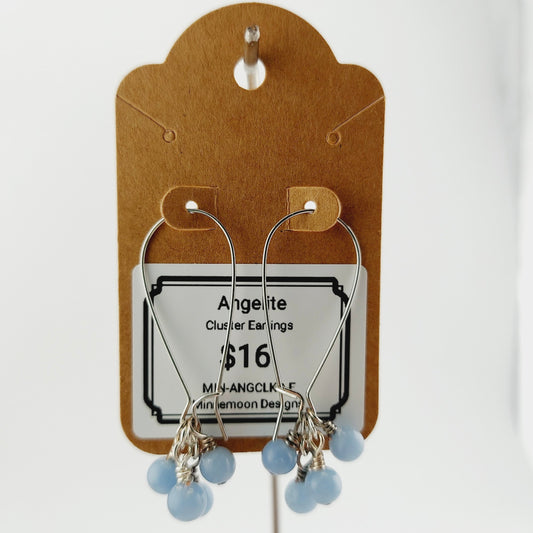 Angelite
Cluster Earrings
$16
Designs